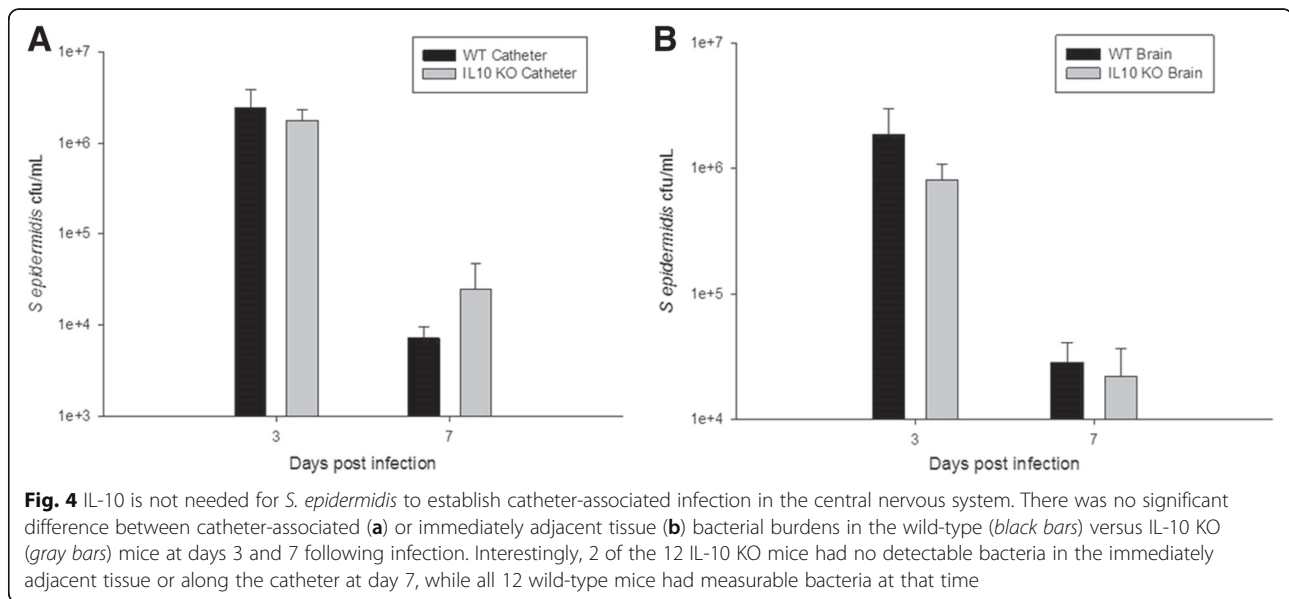 A
1e+7
1e+6
1e+5
1e+4
1e+3
S epidermidis cfu/mL
WT Catheter
IL10 KO Catheter
3
7
Days post infection
B
1e+7
1e+6
1e+5
1e+4
S epidermidis cfu/mL
WT Brain
IL10 KO Brain
3
7
Days post infection
Fig. 4 IL-10 is not needed for S. epidermidis to establish catheter-associated infection in the central nervous system. There was no significant
difference between catheter-associated (a) or immediately adjacent tissue (b) bacterial burdens in the wild-type (black bars) versus IL-10 KO
(gray bars) mice at days 3 and 7 following infection. Interestingly, 2 of the 12 IL-10 KO mice had no detectable bacteria in the immediately
adjacent tissue or along the catheter at day 7, while all 12 wild-type mice had measurable bacteria at that time